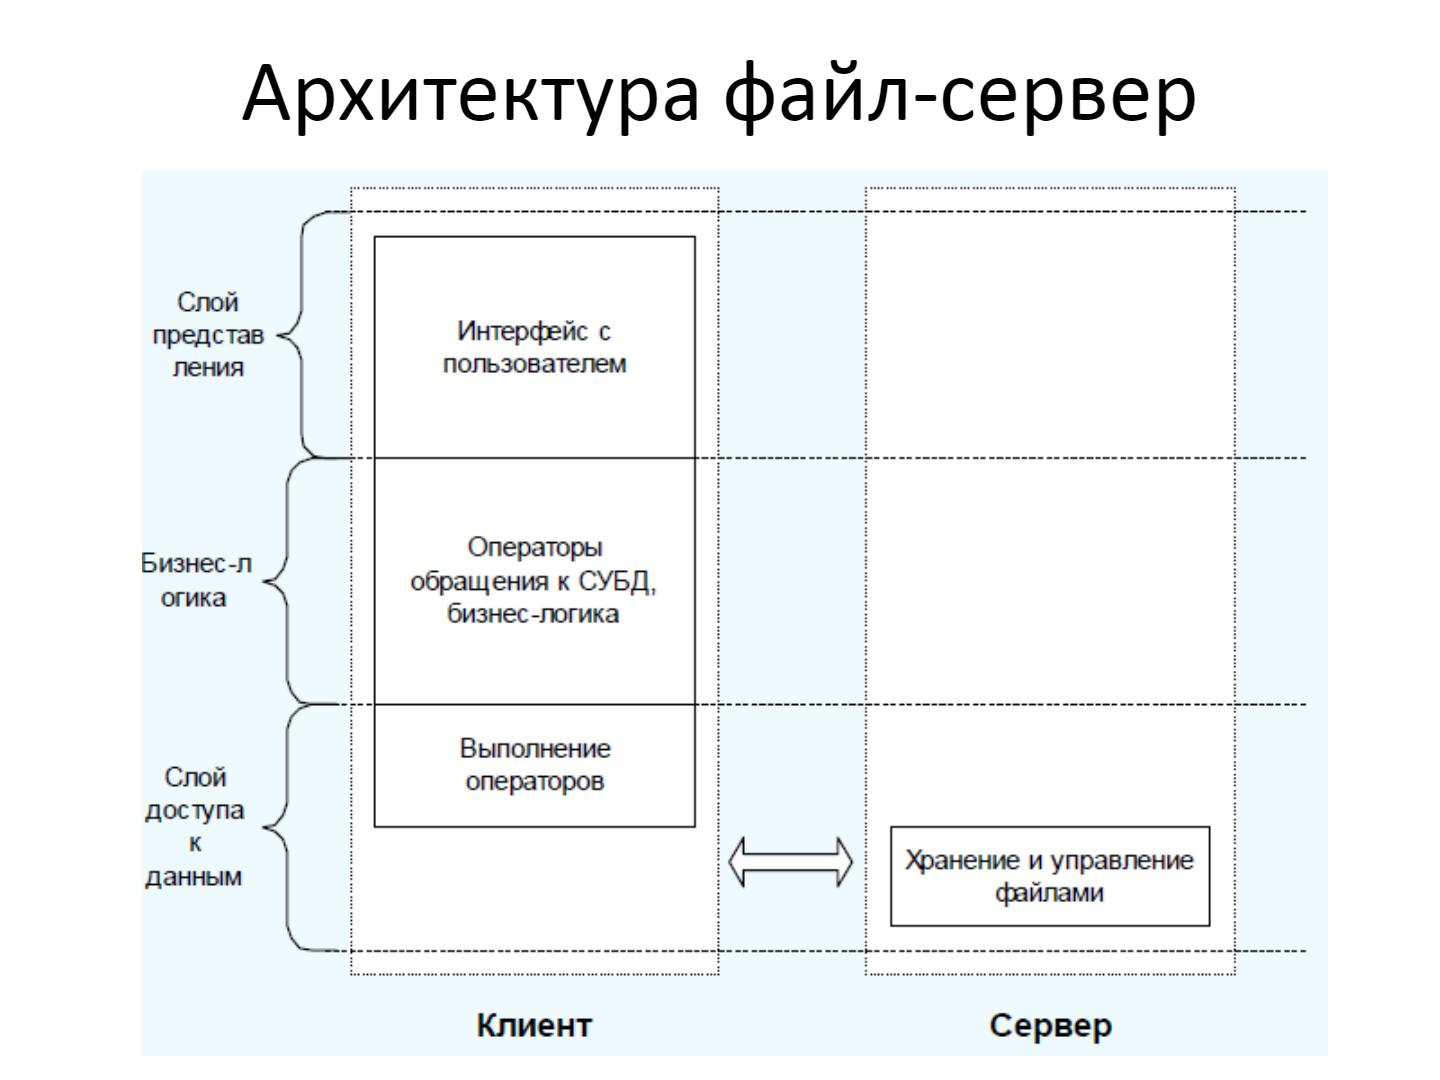 Архитектура файл-сервер
Слой
представ
ления
Интерфейс с
пользователем
Бизнес-л
огика
Операторы
обращения к СУБД,
бизнес-логика
Слой
доступа
к
данным
Выполнение
операторов
Хранение и управление
файлами
Клиент
Сервер